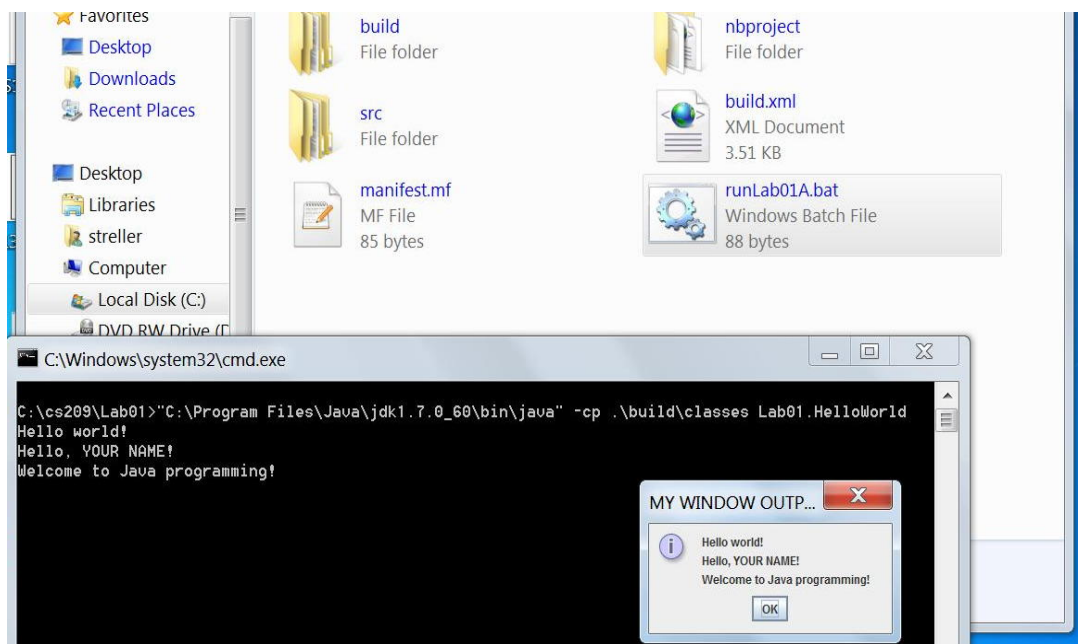 Favorites
Desktop
Downloads
Recent Places
Desktop
Libraries
streller
Computer
Local Disk (C:)
DVD RW Drive (D
build
File folder
nbproject
File folder
src
File folder
build.xml
XML Document
3.51 KB
manifest.mf
MF File
85 bytes
runLab01A.bat
Windows Batch File
88 bytes
C:\Windows\system32\cmd.exe
C:\cs209\Lab01>"C:\Program Files\Java\jdk1.7.0_60\bin\java" -cp .\build\classes Lab01.HelloWorld
Hello world!
Hello, YOUR NAME!
Welcome to Java programming!
MY WINDOW OUTP...
Hello world!
Hello, YOUR NAME!
Welcome to Java programming!
OK